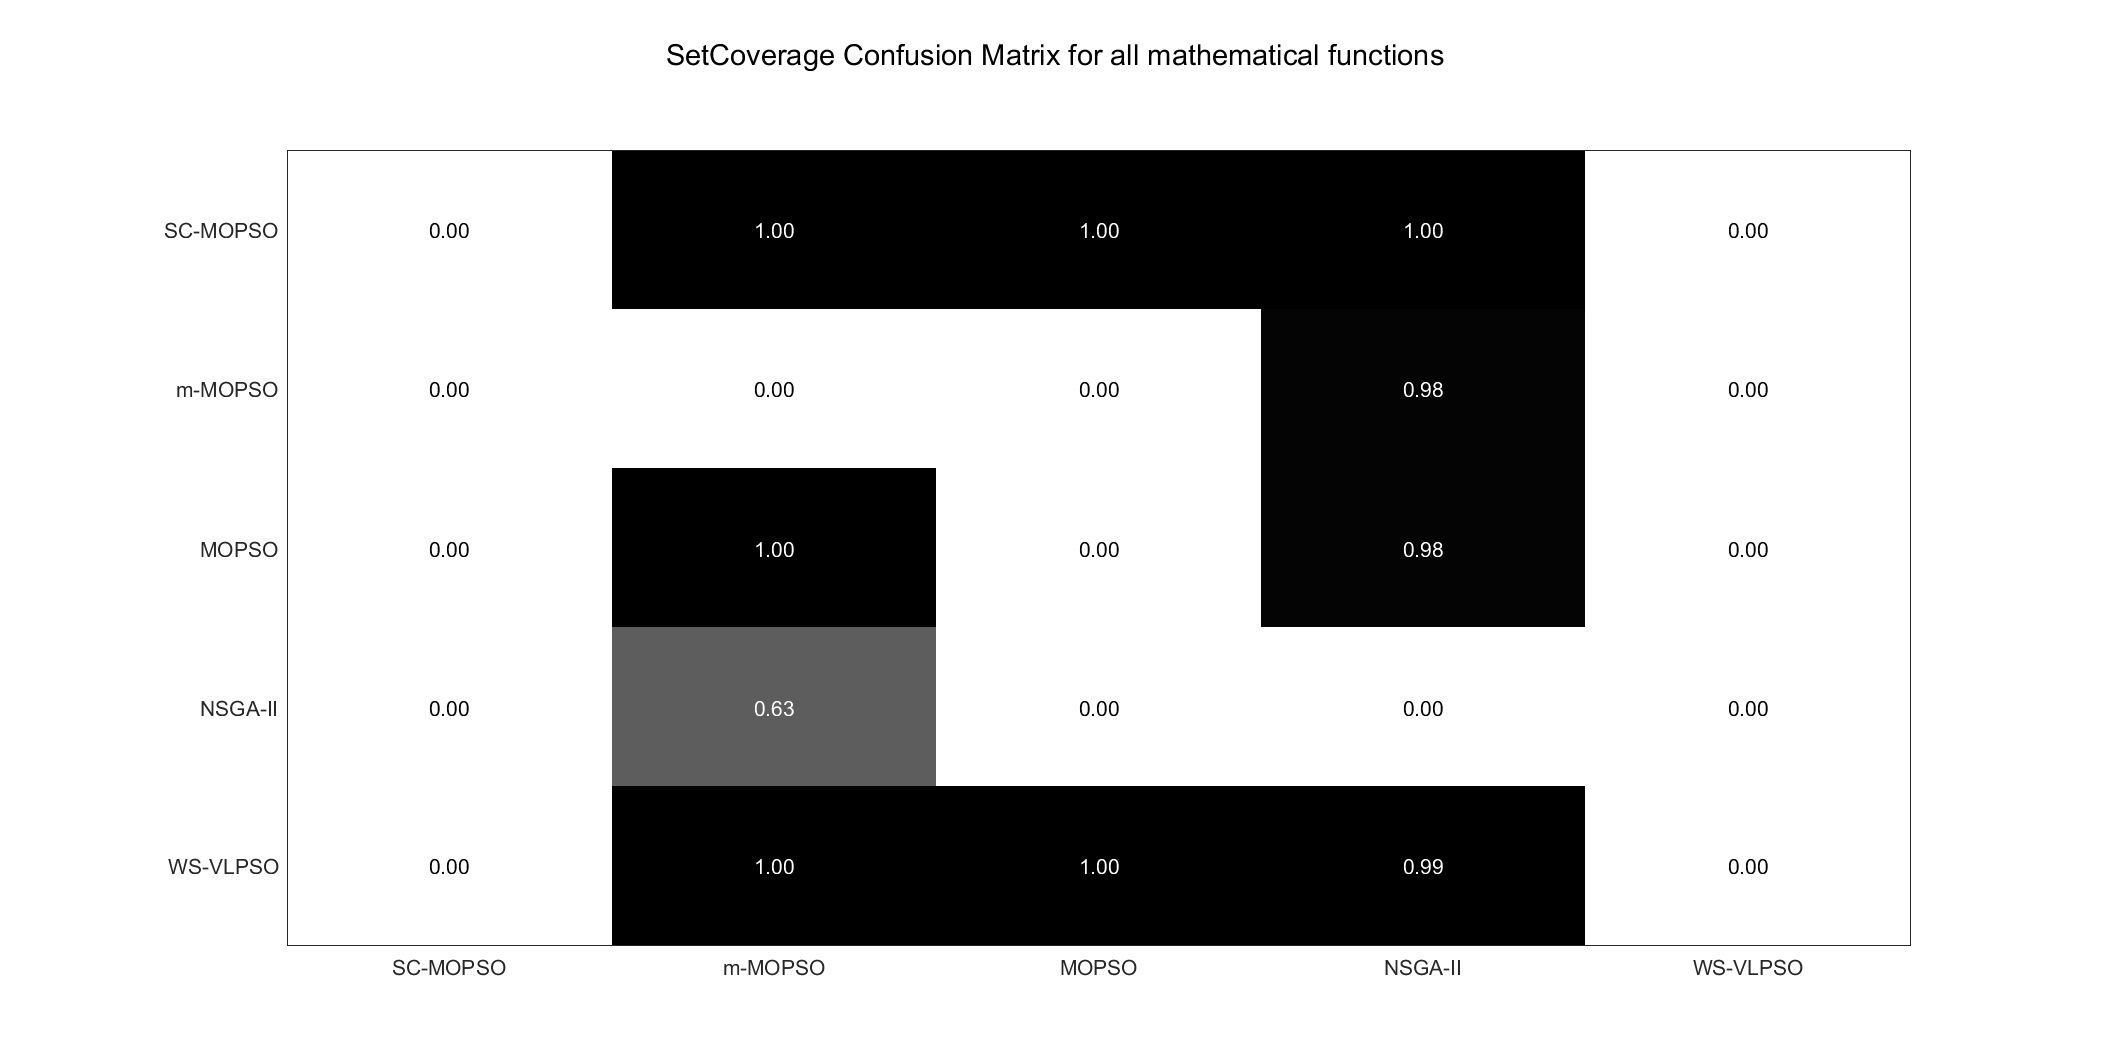 SetCoverage Confusion Matrix for all mathematical functions
SC-MOPSO 0.00 1.00 1.00 1.00 0.00
m-MOPSO 0.00 0.00 0.00 0.98 0.00
MOPSO 0.00 1.00 0.00 0.98 0.00
NSGA-II 0.00 0.63 0.00 0.00 0.00
WS-VLPSO 0.00 1.00 1.00 0.99 0.00
SC-MOPSO m-MOPSO MOPSO NSGA-II WS-VLPSO